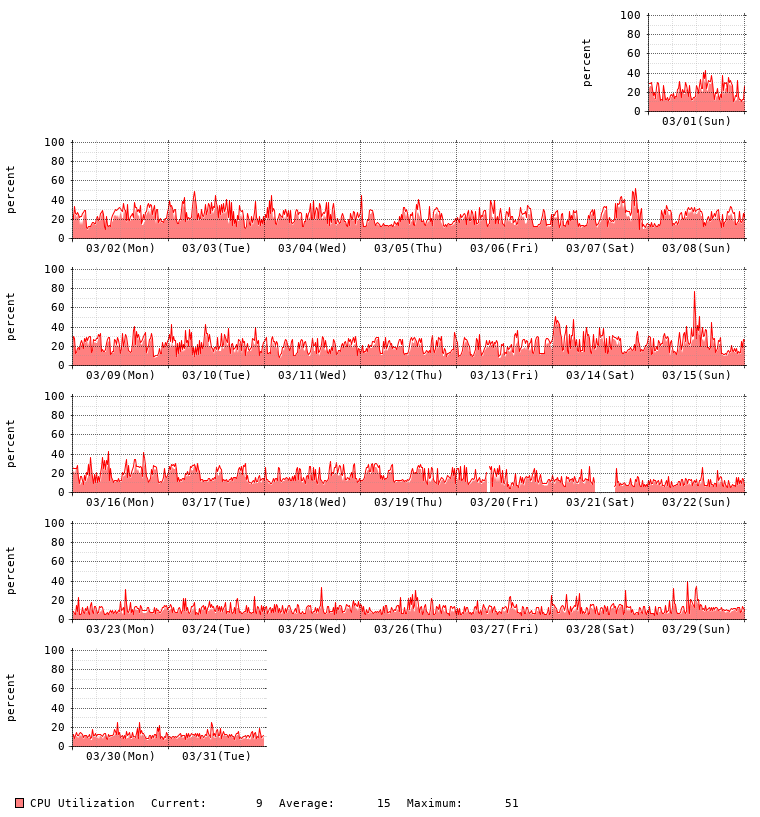 100
80
60
40
20
0
percent
03/01(Sun)
100
80
60
40
20
0
percent
03/02(Mon) 03/03(Tue) 03/04(Wed) 03/05(Thu) 03/06(Fri) 03/07(Sat) 03/08(Sun)
100
80
60
40
20
0
percent
03/09(Mon) 03/10(Tue) 03/11(Wed) 03/12(Thu) 03/13(Fri) 03/14(Sat) 03/15(Sun)
100
80
60
40
20
0
percent
03/16(Mon) 03/17(Tue) 03/18(Wed) 03/19(Thu) 03/20(Fri) 03/21(Sat) 03/22(Sun)
100
80
60
40
20
0
percent
03/23(Mon) 03/24(Tue) 03/25(Wed) 03/26(Thu) 03/27(Fri) 03/28(Sat) 03/29(Sun)
100
80
60
40
20
0
percent
03/30(Mon) 03/31(Tue)
CPU Utilization Current: 9 Average: 15 Maximum: 51